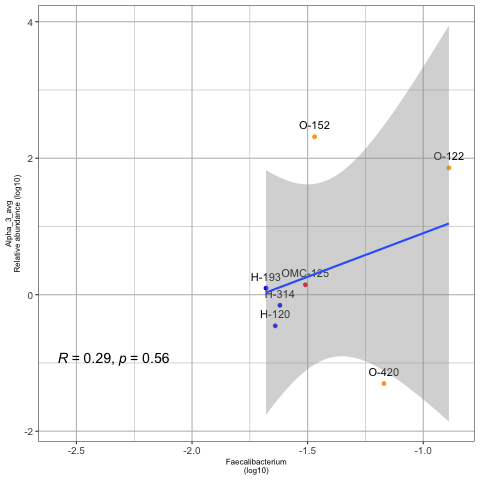 4
2
0
-2
Alpha_3_avg
Relative abundance (log10)
O-152
O-122
H-193
OMC-125
H-314
H-120
O-420
R = 0.29, p = 0.56
-2.5
-2.0
-1.5
-1.0
Faecalibacterium
(log10)